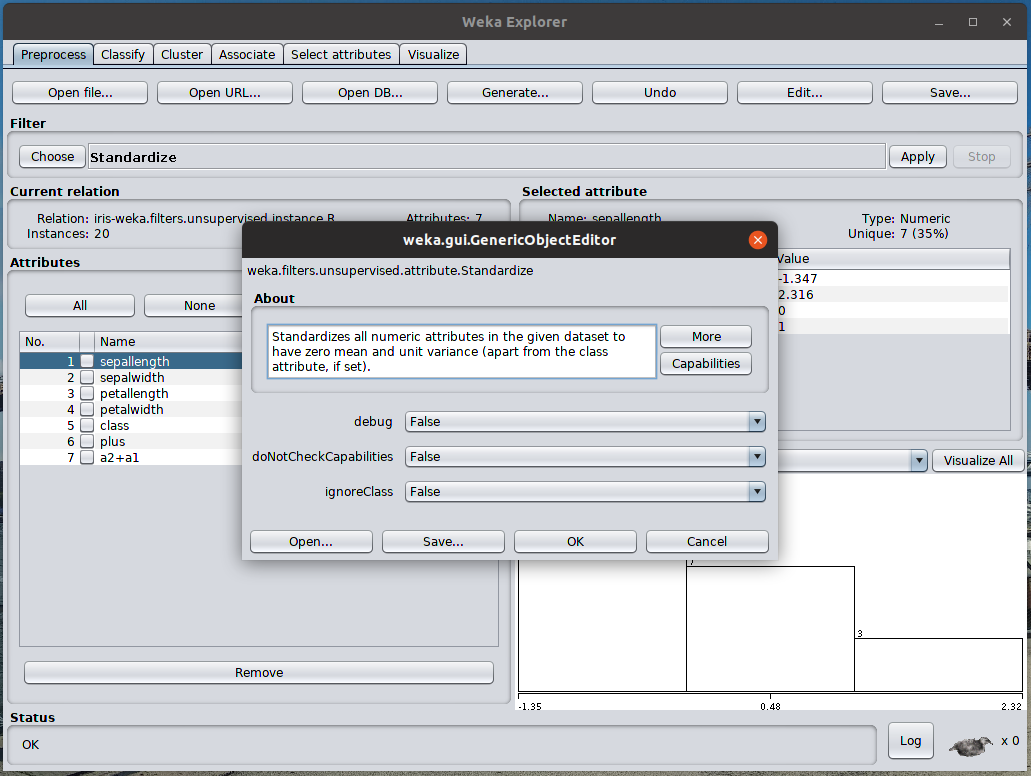 Weka Explorer
Preprocess Classify Cluster Associate Select attributes Visualize
Open file... Open URL... Open DB... Generate... Undo Edit... Save...
Filter
Choose Standardize Apply Stop
Current relation
Relation: iris-weka.filters.unsupervised.instance.R... Attributes: 7
Instances: 20
Selected attribute
Name: sepallength Type: Numeric
Unique: 7 (35%)
Attributes
All None
No. Name
1 sepallength
2 sepalwidth
3 petallength
4 petalwidth
5 class
6 plus
7 a2+a1
Remove
Value
-1.347
2.316
0
1
weka.gui.GenericObjectEditor
weka.filters.unsupervised.attribute.Standardize
About
Standardizes all numeric attributes in the given dataset to
have zero mean and unit variance (apart from the class
attribute, if set).
More
Capabilities
debug False
doNotCheckCapabilities False
ignoreClass False
Open... Save... OK Cancel
Visualize All
7
3
-1.35 0.48 2.32
Status
OK
Log x 0